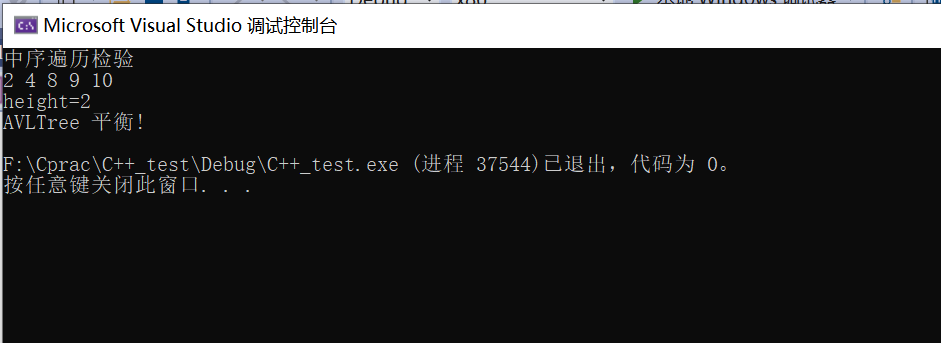 Microsoft Visual Studio 调试控制台
中序遍历检验
2 4 8 9 10
height=2
AVLTree 平衡!
F:\Cprac\C++_test\Debug\C++_test.exe (进程 37544)已退出，代码为 0。
按任意键关闭此窗口. . .